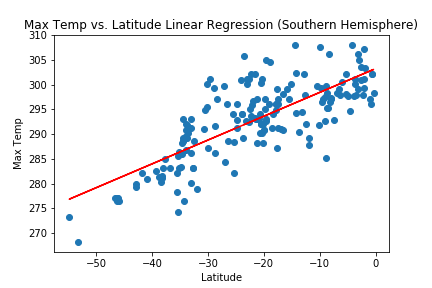 Max Temp vs. Latitude Linear Regression (Southern Hemisphere)
310
305
300
295
290
285
280
275
270
Max Temp
−50 −40 −30 −20 −10 0
Latitude